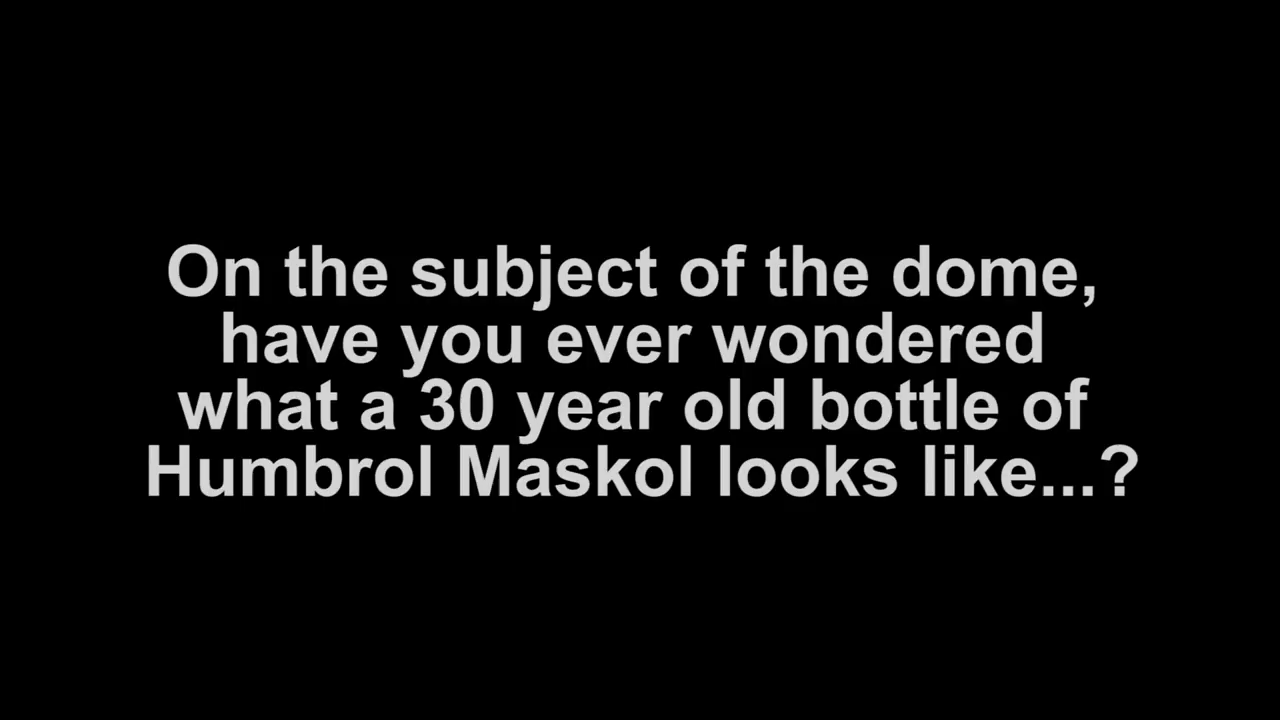 On the subject of the dome,
have you ever wondered
what a 30 year old bottle of
Humbrol Maskol looks like...?